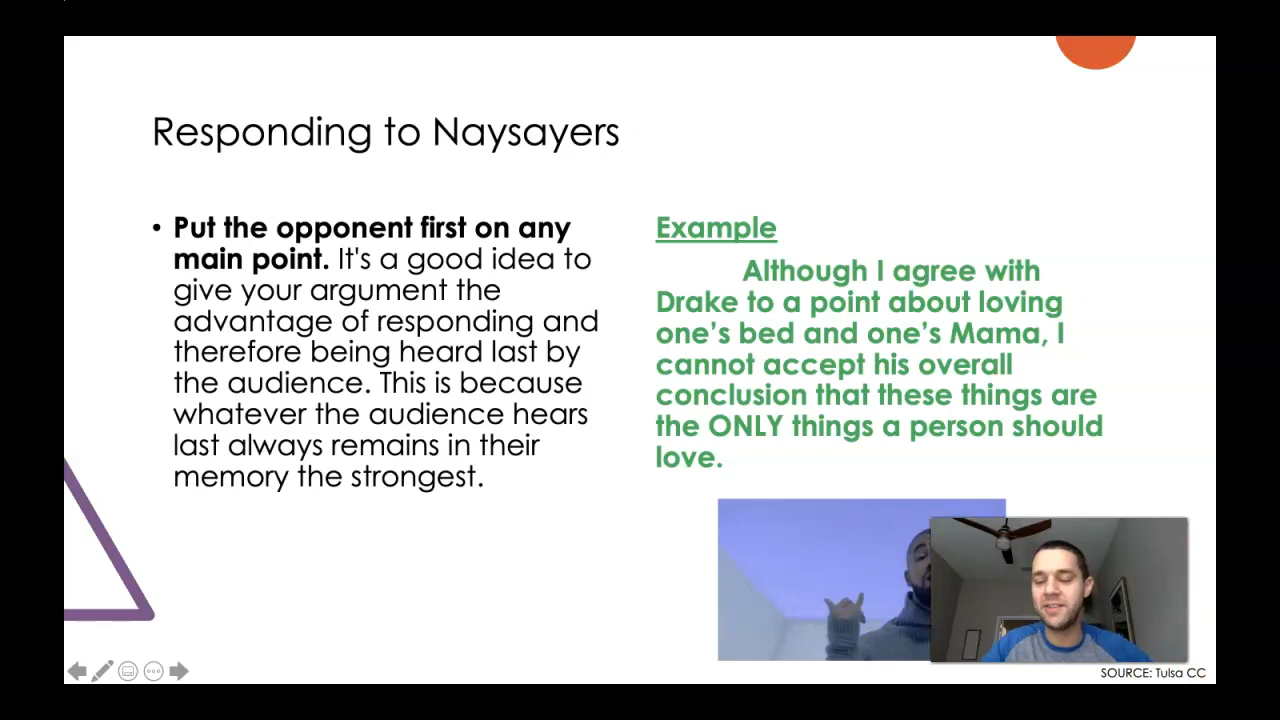 Responding to Naysayers
• Put the opponent first on any
main point. It's a good idea to
give your argument the
advantage of responding and
therefore being heard last by
the audience. This is because
whatever the audience hears
last always remains in their
memory the strongest.
Example
Although I agree with
Drake to a point about loving
one’s bed and one’s Mama, I
cannot accept his overall
conclusion that these things are
the ONLY things a person should
love.
SOURCE: Tulsa CC